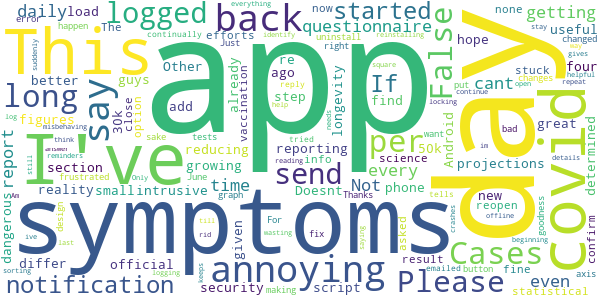 daily load
logged
back
started
none
For
questionnaire
getting
useful
changed
This
app
day
False
Android
long
say
I've
symptoms
covid
per
If
send
Cases
Please
annoying
notification
Not
time
even
reality
smallintrusive
section
growing
reducing
figures
better
guys
efforts
Other
ago
re
add
step
find
reporting
info
longevity
already
vaccination
30k
Close
option
every
phone
Doesnt
science
50k
cant
open
stuck
four
hope
great
projections
new
reopen
fine
determined
confirm
goodness
statistical
axis
dangerous
report
differ
official
given
security
script
fix
asked
result
emailed
button
tells
crashes
offline
beginning
bad
details
want
now
right
uninstall
reinstalling
continually
identify
everything
suddenly
happen
error
The
Just
reply
help
square
tried
needs
tests
sake
June
graph
Thanks
reading
Only
frustrated
misbehaving
reminders
think
still
Am
log
design
last
live
sorting
till
rid
wasting
logging
keeps
making
saying
put
continue
locking
im
changes
gives
helpful
repeat
stay